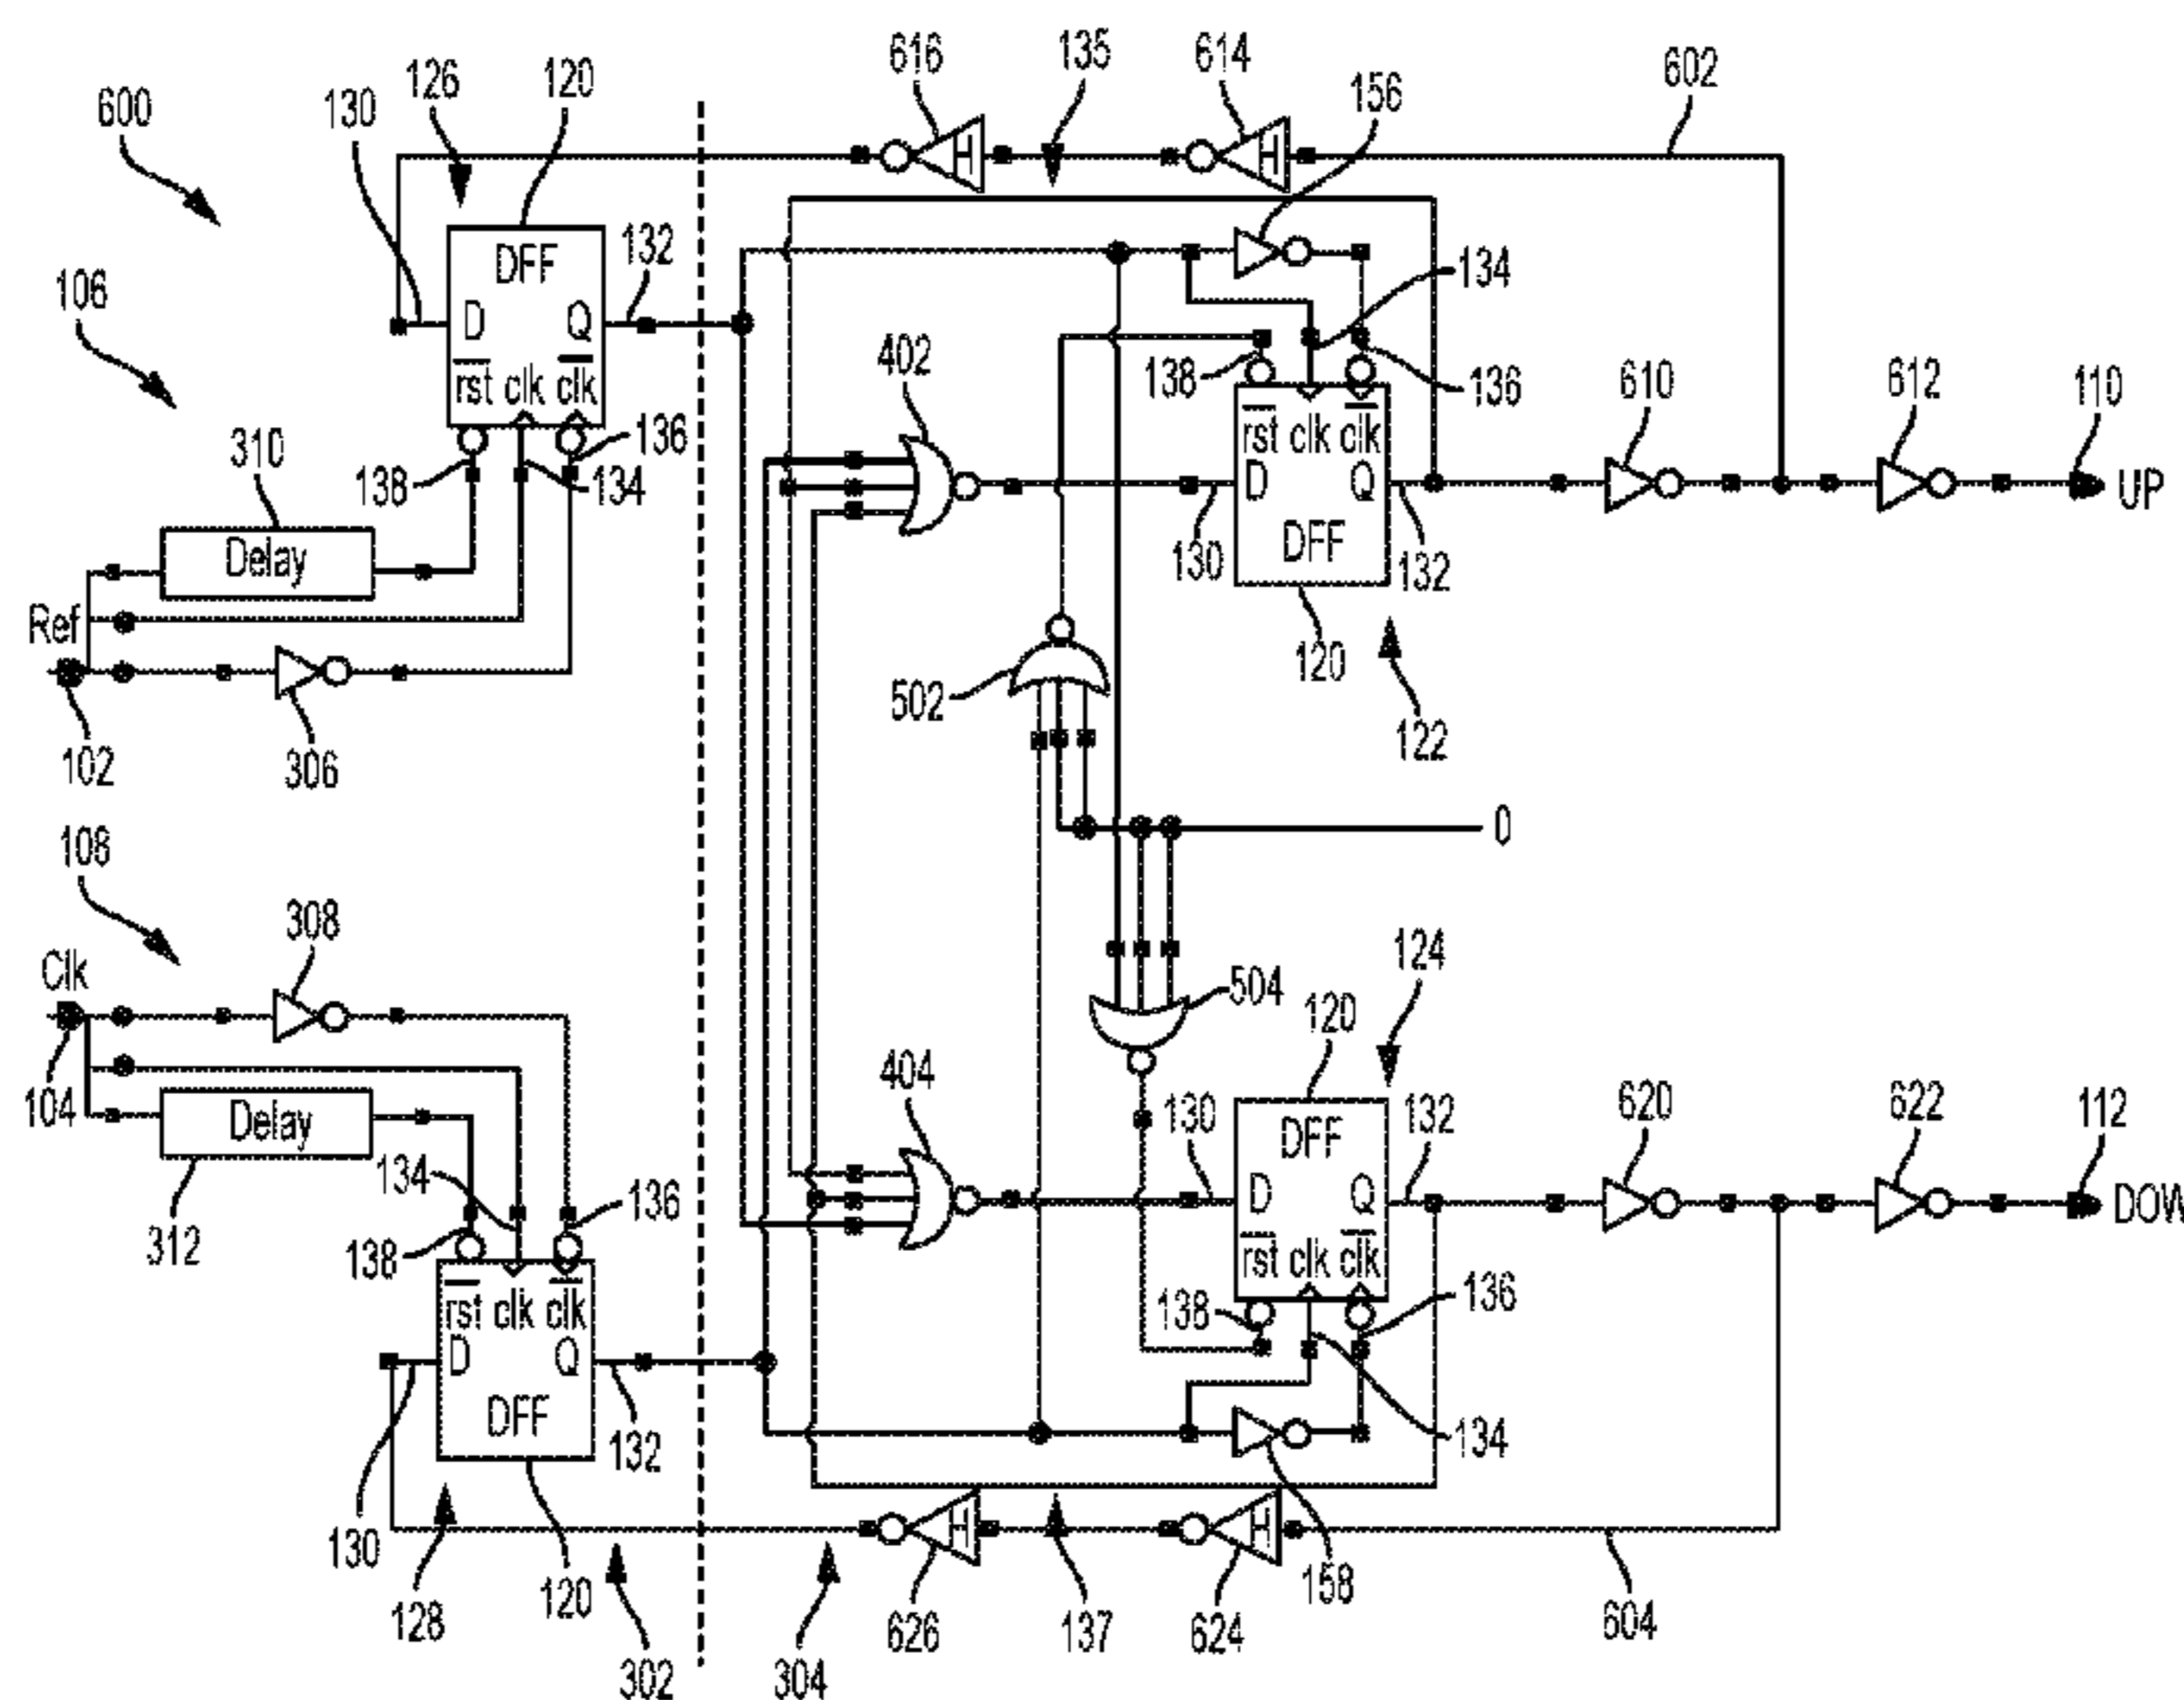 616 135 614 602
126 120 156
600 130
DFF 132
106 D Q 134
rst clk clk 402 138 136 610 612 110
310 138 134 136 rst clk clk
Delay D Q UP
130 DFF 132
Ref 120
502 122
102 306
0
108
Clk 308 124
504 120
104 404 DFF 620 622 112
Delay 130 132
134 D Q DOW
312 138 136 rst clk clk
rst clk clk 138 136
D Q
DFF 134
130 132
128 120 158
302 304 626 137 624 604